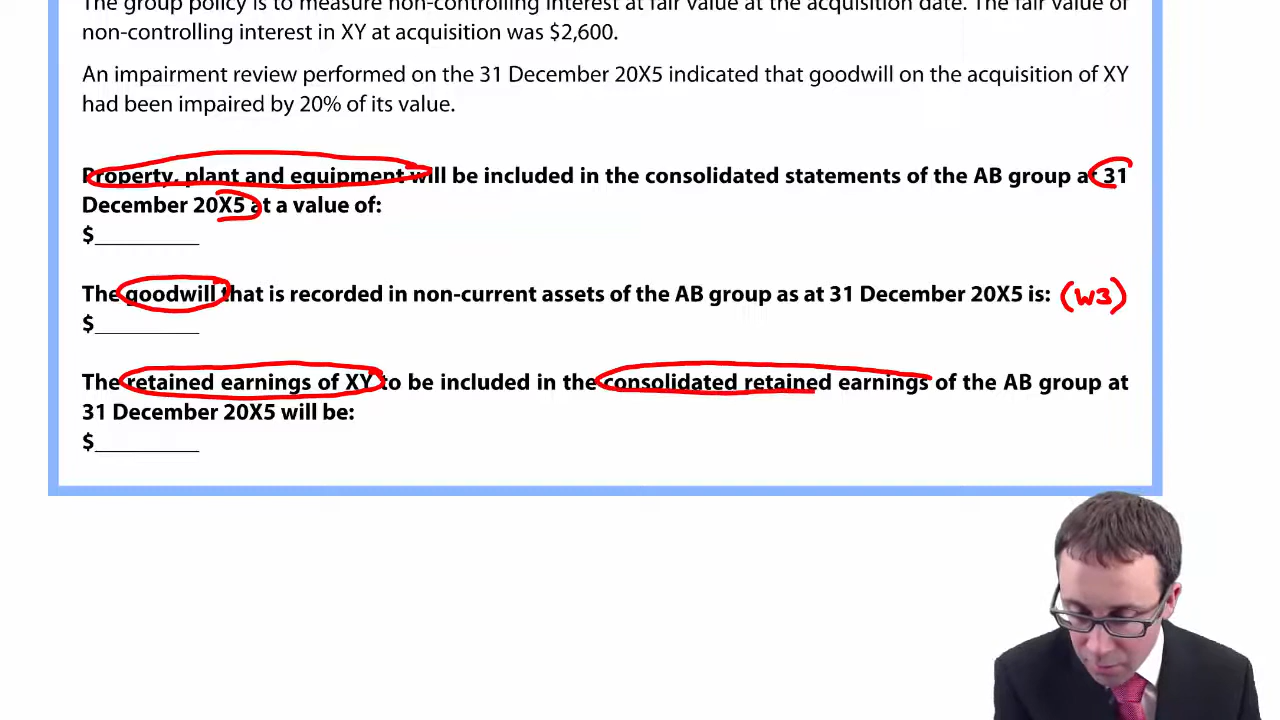 The group policy is to measure non-controlling interest at fair value at the acquisition date. The fair value of
non-controlling interest in XY at acquisition was $2,600.
An impairment review performed on the 31 December 20X5 indicated that goodwill on the acquisition of XY
had been impaired by 20% of its value.
Property, plant and equipment will be included in the consolidated statements of the AB group at 31
December 20X5 at a value of:
$_________
The goodwill that is recorded in non-current assets of the AB group as at 31 December 20X5 is: (W3)
$_________
The retained earnings of XY to be included in the consolidated retained earnings of the AB group at
31 December 20X5 will be:
$_________